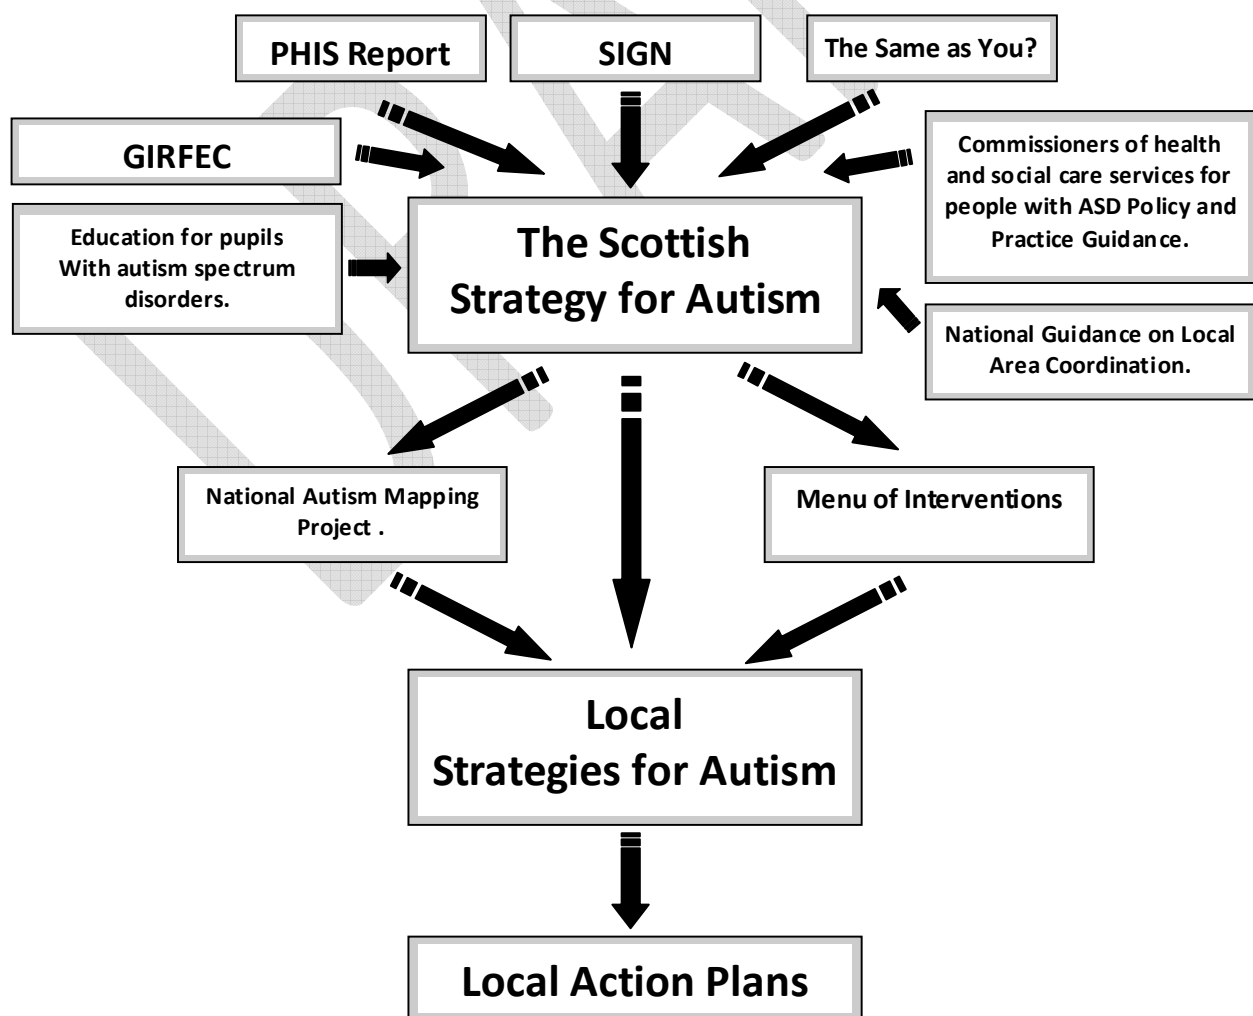 PHIS Report
SIGN
The Same as You?
GIRFEC
Commissioners of health
and social care services for
people with ASD Policy and
Practice Guidance.
Education for pupils
With autism spectrum
disorders.
The Scottish
Strategy for Autism
National Guidance on Local
Area Coordination.
National Autism Mapping
Project .
Menu of Interventions
Local
Strategies for Autism
Local Action Plans